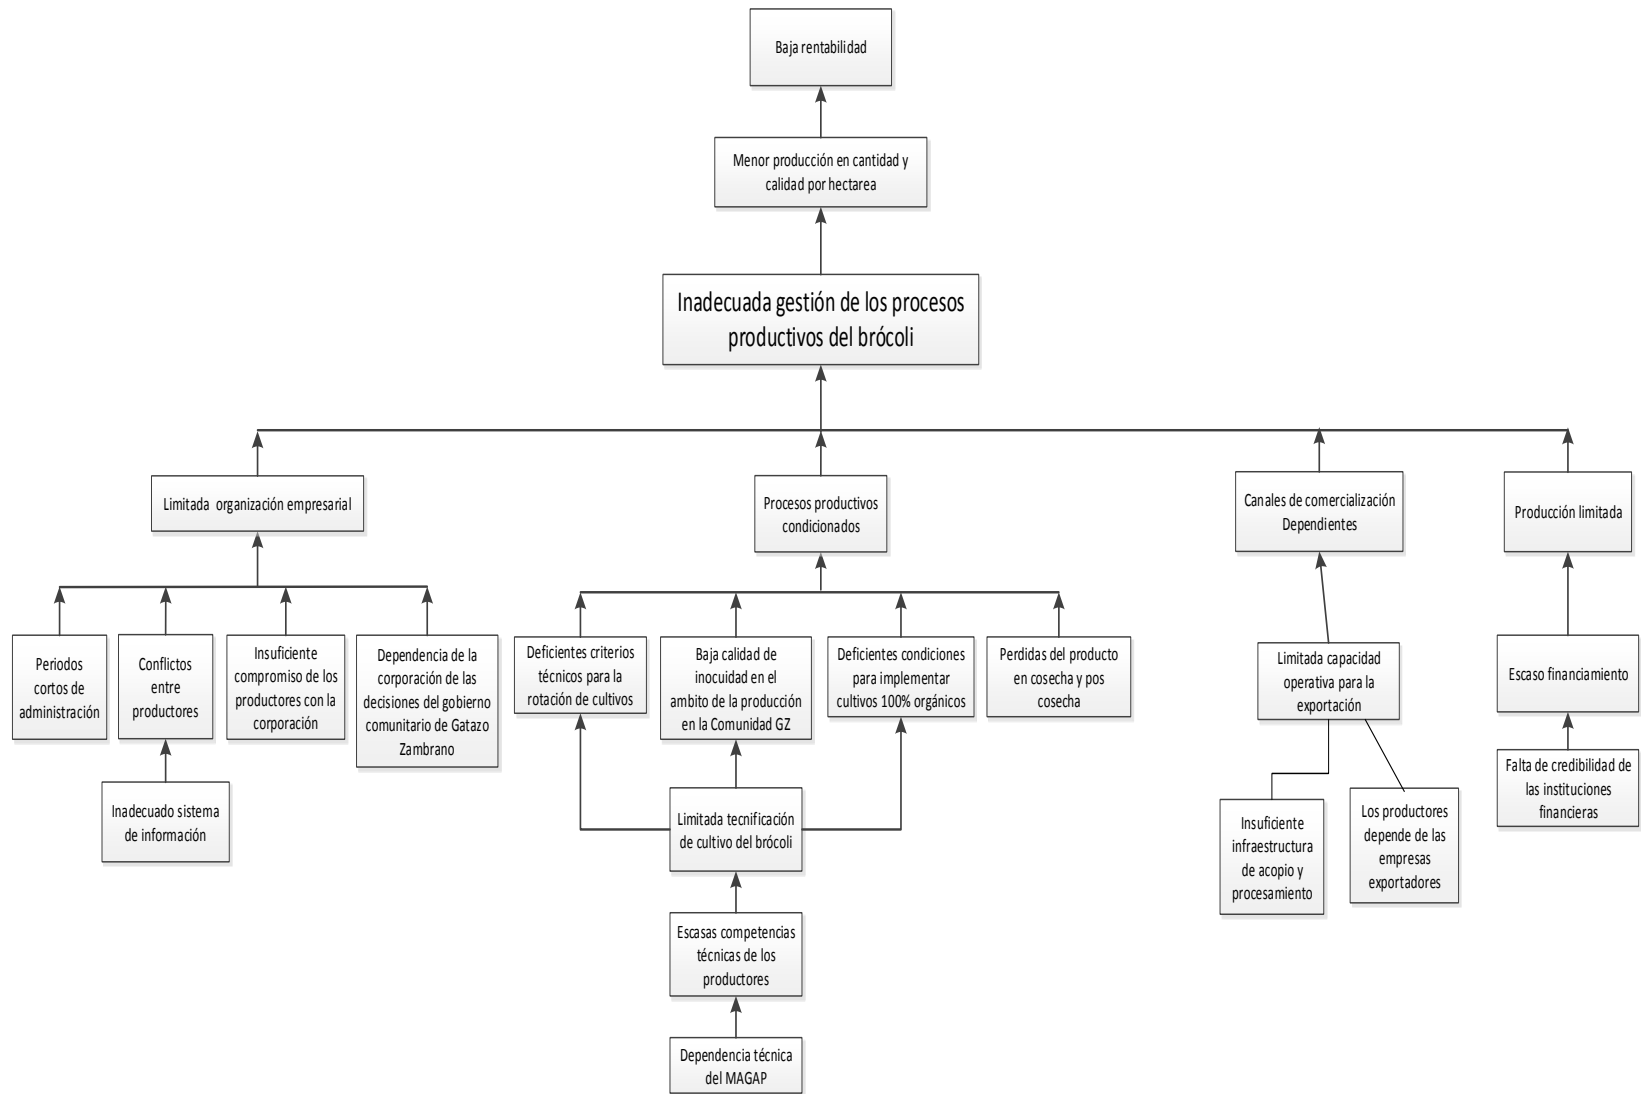 Baja rentabilidad
Menor producción en cantidad y
calidad por hectarea
Inadecuada gestión de los procesos
productivos del brócoli
Limitada organización empresarial
Procesos productivos
condicionados
Canales de comercialización
Dependientes
Producción limitada
Periodos
cortos de
administración
Conflictos
entre
productores
Insuficiente
compromiso de los
productores con la
corporación
Dependencia de la
corporación de las
decisiones del gobierno
comunitario de Gatazo
Zambrano
Deficientes criterios
técnicos para la
rotación de cultivos
Baja calidad de
inocuidad en el
ambito de la producción
en la Comunidad GZ
Deficientes condiciones
para implementar
cultivos 100% orgánicos
Perdidas del producto
en cosecha y pos
cosecha
Limitada capacidad
operativa para la
exportación
Escaso financiamiento
Inadecuado sistema
de información
Limitada tecnificación
de cultivo del brócoli
Insuficiente
infraestructura
de acopio y
procesamiento
Los productores
depende de las
empresas
exportadores
Falta de credibilidad de
las instituciones
financieras
Escasas competencias
técnicas de los
productores
Dependencia técnica
del MAGAP